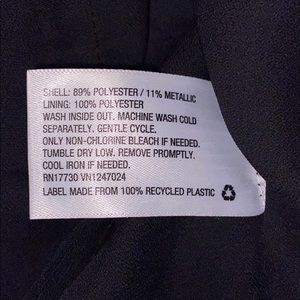 SHELL: 89% POLYESTER / 11% METALLIC
LINING: 100% POLYESTER
WASH INSIDE OUT. MACHINE WASH COLD
SEPARATELY. GENTLE CYCLE.
ONLY NON-CHLORINE BLEACH IF NEEDED.
TUMBLE DRY LOW. REMOVE PROMPTLY.
COOL IRON IF NEEDED.
RN17730 VN1247024
LABEL MADE FROM 100% RECYCLED PLASTIC